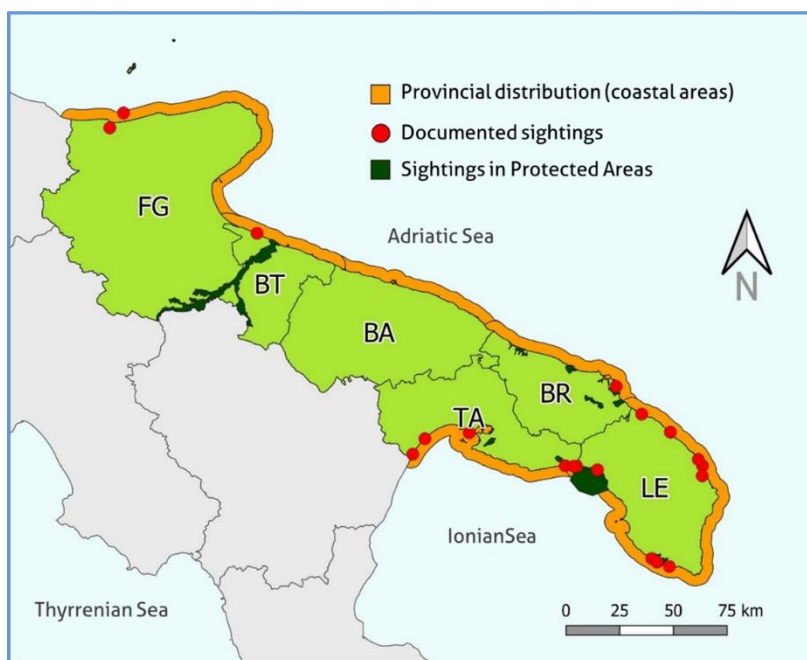 Provincial distribution (coastal areas)
Documented sightings
Sightings in Protected Areas
FG
Adriatic Sea
N
BT
BA
BR
TA
LE
IonianSea
Thyrrenian Sea
0 25 50 75 km